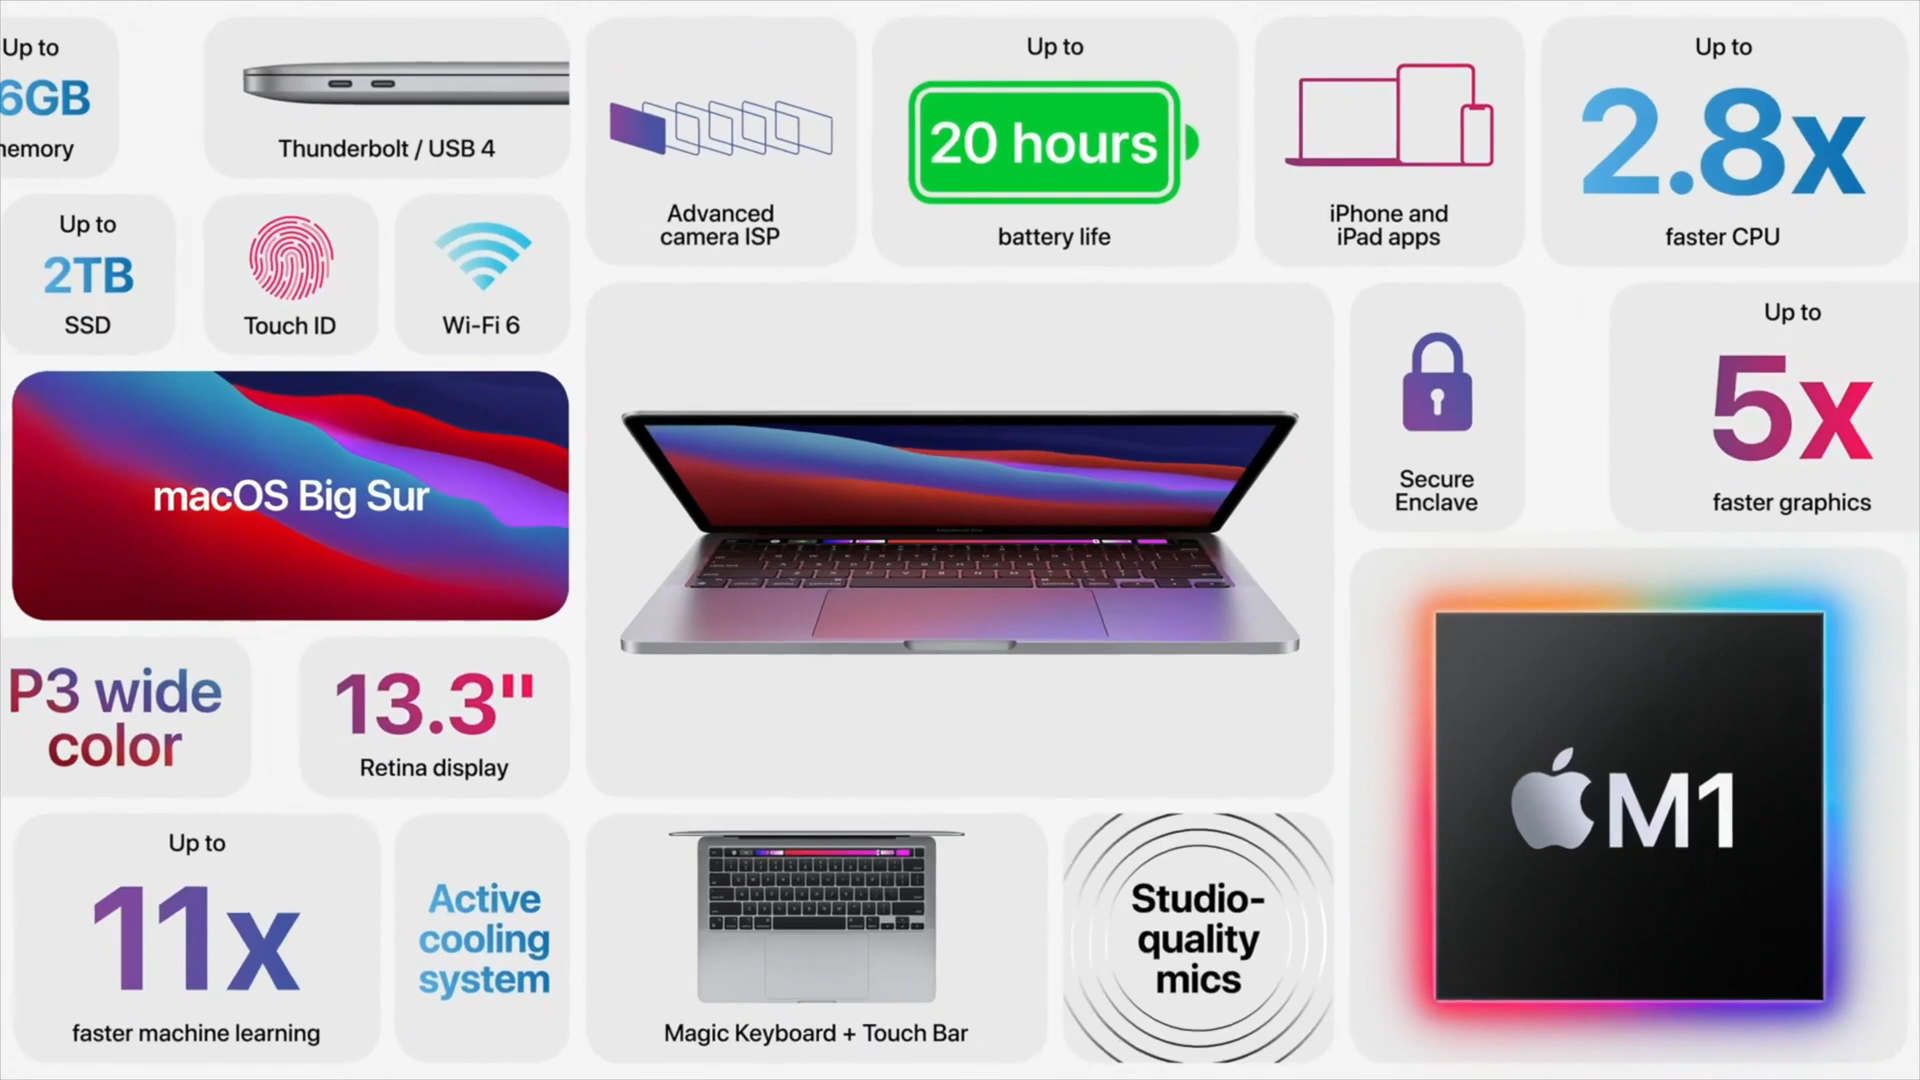 Up to
6GB
memory
Thunderbolt / USB 4
Advanced
camera ISP
Up to
20 hours
battery life
iPhone and
iPad apps
Up to
2.8x
faster CPU
Up to
2TB
SSD
Touch ID
Wi-Fi 6
Secure
Enclave
Up to
5x
faster graphics
macOS Big Sur
P3 wide
color
13.3"
Retina display
M1
Up to
11x
faster machine learning
Active
cooling
system
Magic Keyboard + Touch Bar
Studio-
quality
mics